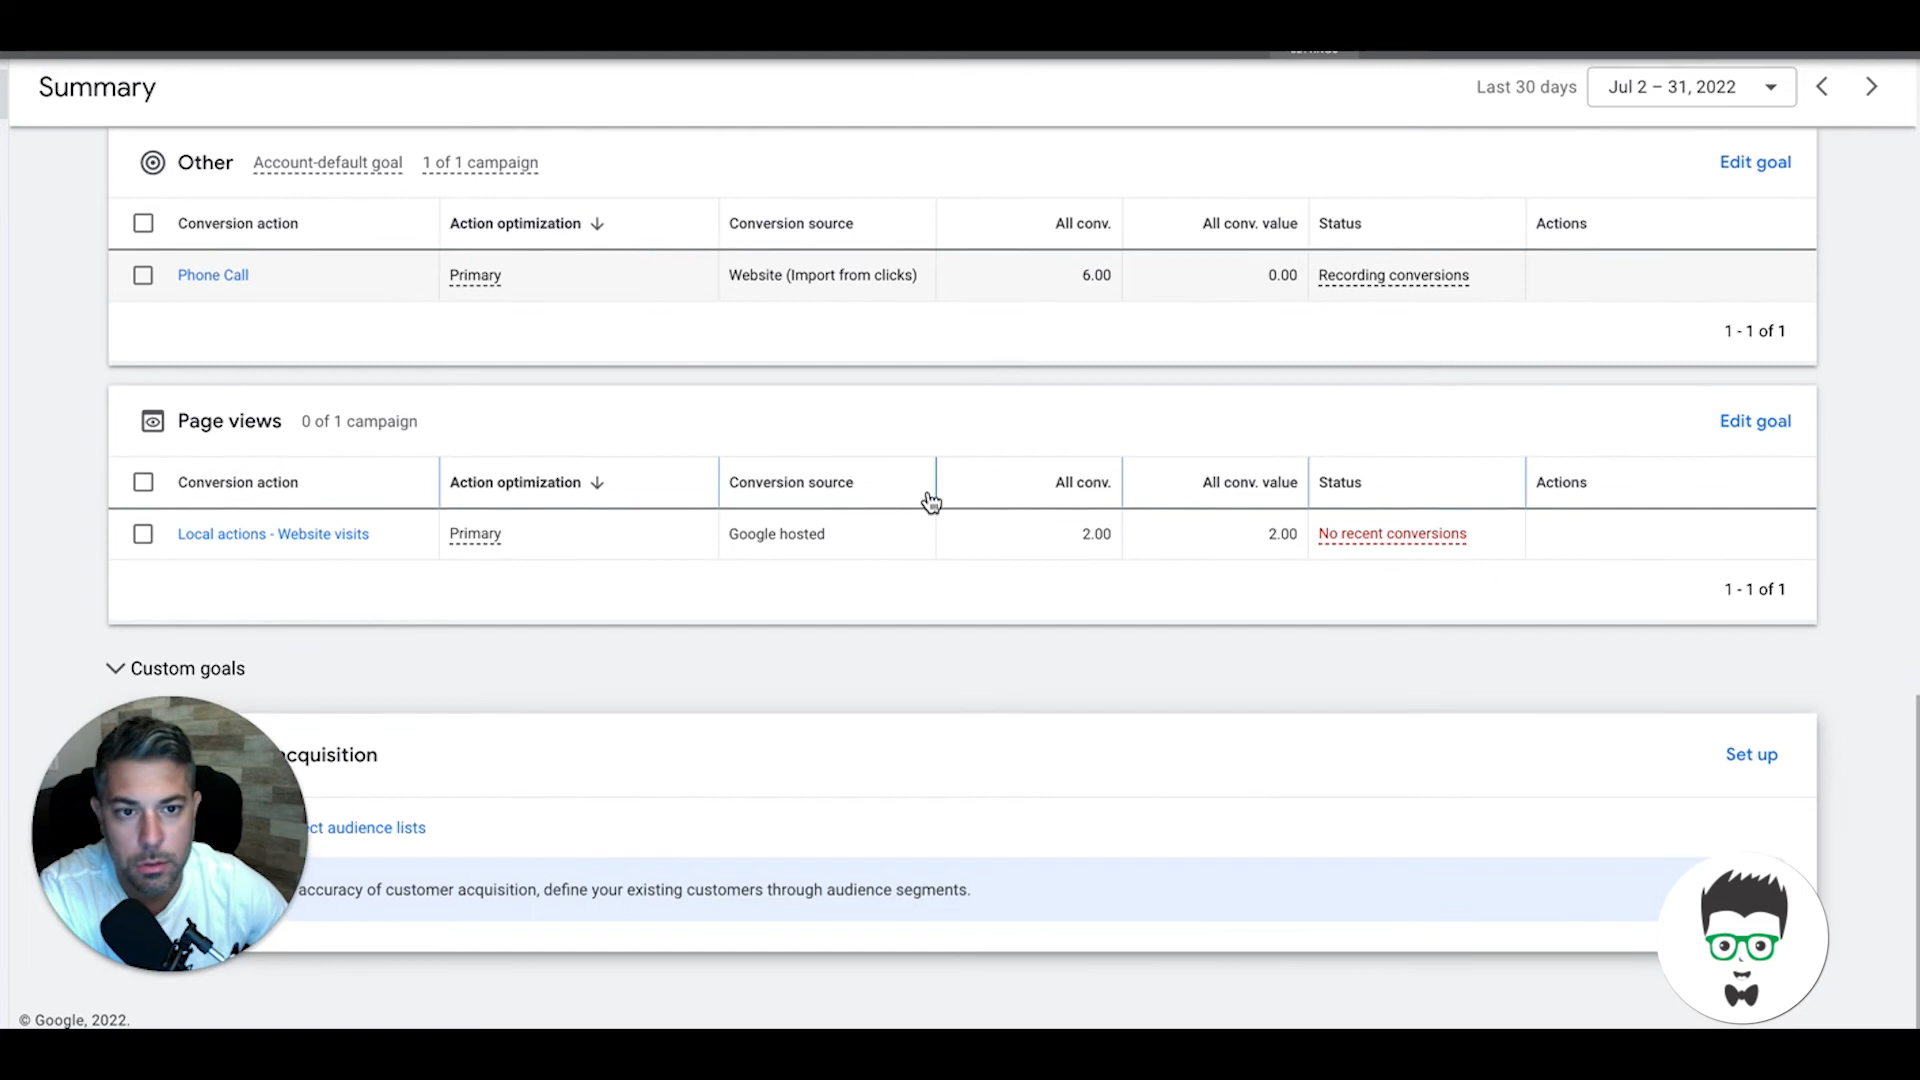 Summary
Last 30 days Jul 2 – 31, 2022
Other Account-default goal 1 of 1 campaign Edit goal
Conversion action Action optimization Conversion source All conv. All conv. value Status Actions
Phone Call Primary Website (Import from clicks) 6.00 0.00 Recording conversions
1 - 1 of 1
Page views 0 of 1 campaign Edit goal
Conversion action Action optimization Conversion source All conv. All conv. value Status Actions
Local actions - Website visits Primary Google hosted 2.00 2.00 No recent conversions
1 - 1 of 1
Custom goals
acquisition Set up
ct audience lists
accuracy of customer acquisition, define your existing customers through audience segments.
© Google, 2022.